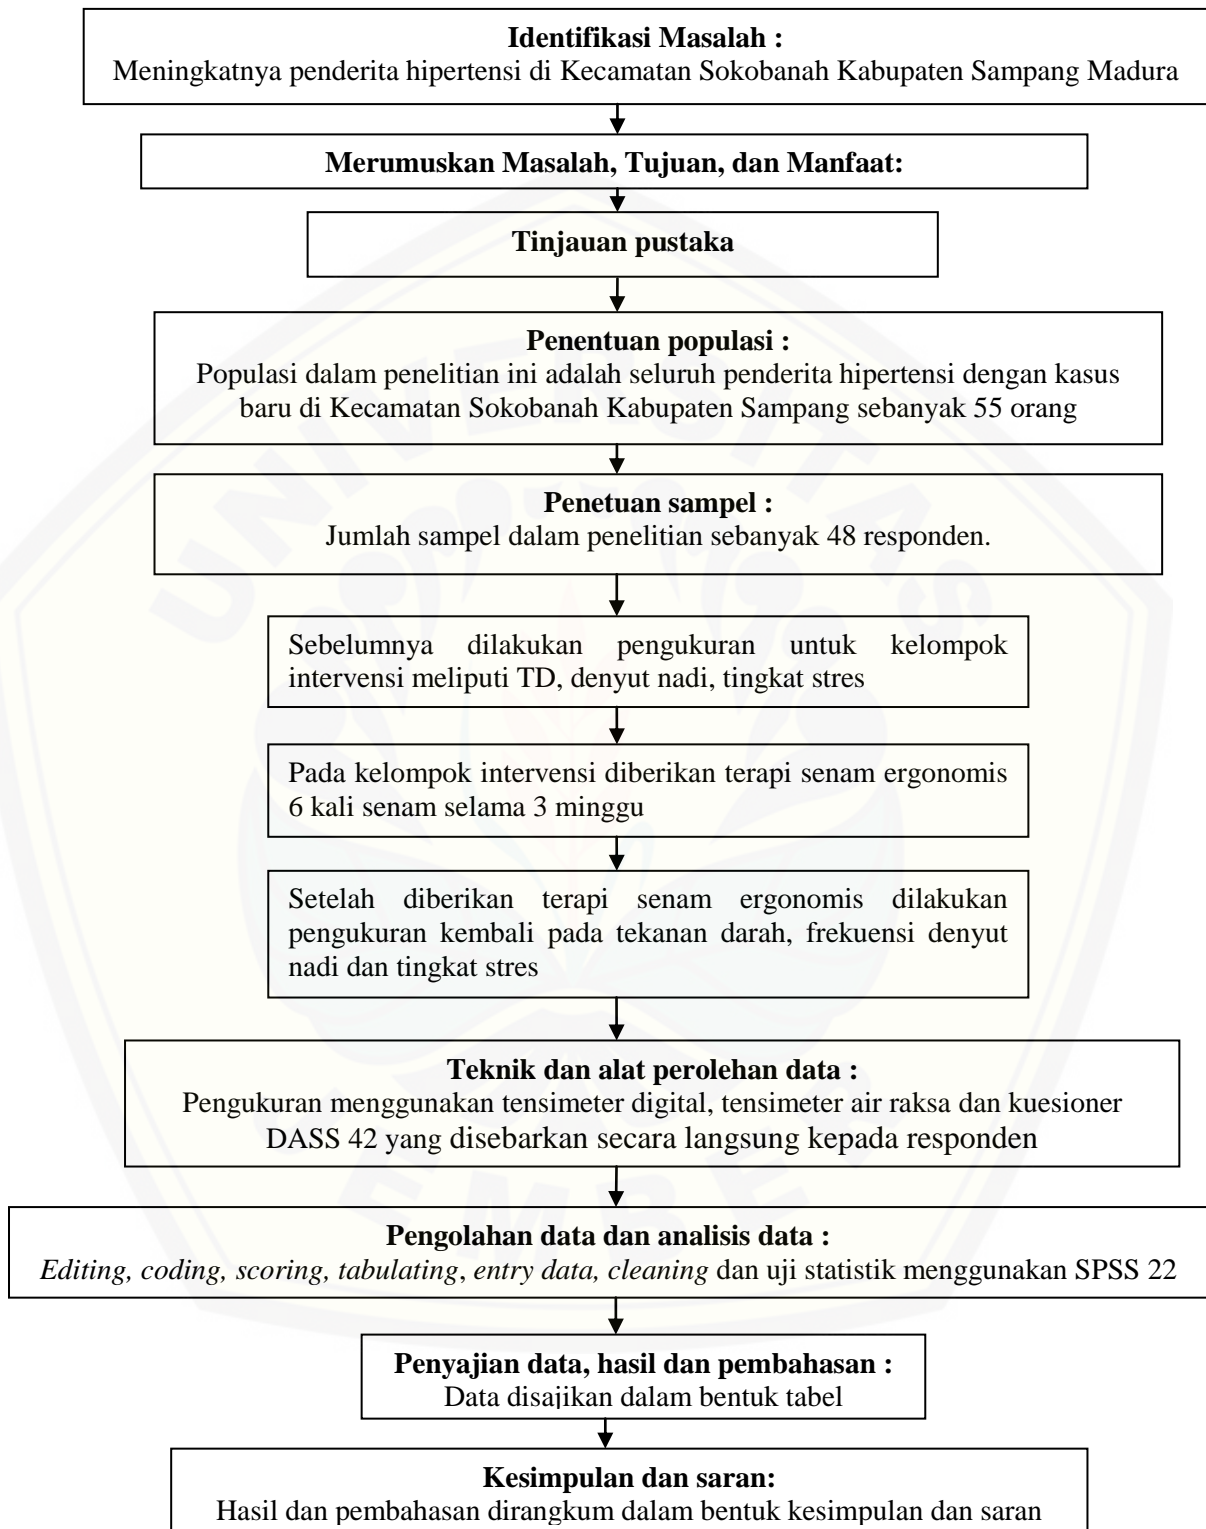 Identifikasi Masalah :
Meningkatnya penderita hipertensi di Kecamatan Sokobanah Kabupaten Sampang Madura
Merumuskan Masalah, Tujuan, dan Manfaat:
Tinjauan pustaka
Penentuan populasi :
Populasi dalam penelitian ini adalah seluruh penderita hipertensi dengan kasus
baru di Kecamatan Sokobanah Kabupaten Sampang sebanyak 55 orang
Penetuan sampel :
Jumlah sampel dalam penelitian sebanyak 48 responden.
Sebelumnya dilakukan pengukuran untuk kelompok
intervensi meliputi TD, denyut nadi, tingkat stres
Pada kelompok intervensi diberikan terapi senam ergonomis
6 kali senam selama 3 minggu
Setelah diberikan terapi senam ergonomis dilakukan
pengukuran kembali pada tekanan darah, frekuensi denyut
nadi dan tingkat stres
Teknik dan alat perolehan data :
Pengukuran menggunakan tensimeter digital, tensimeter air raksa dan kuesioner
DASS 42 yang disebarkan secara langsung kepada responden
Pengolahan data dan analisis data :
Editing, coding, scoring, tabulating, entry data, cleaning dan uji statistik menggunakan SPSS 22
Penyajian data, hasil dan pembahasan :
Data disajikan dalam bentuk tabel
Kesimpulan dan saran:
Hasil dan pembahasan dirangkum dalam bentuk kesimpulan dan saran
UNIVERSITAS
JEMBER